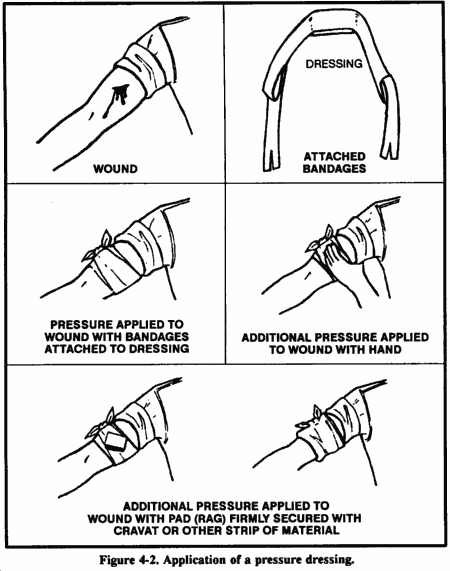 WOUND
DRESSING
ATTACHED
BANDAGES
PRESSURE APPLIED TO
WOUND WITH BANDAGES
ATTACHED TO DRESSING
ADDITIONAL PRESSURE APPLIED
TO WOUND WITH HAND
ADDITIONAL PRESSURE APPLIED TO
WOUND WITH PAD (RAG) FIRMLY SECURED WITH
CRAVAT OR OTHER STRIP OF MATERIAL
Figure 4-2. Application of a pressure dressing.